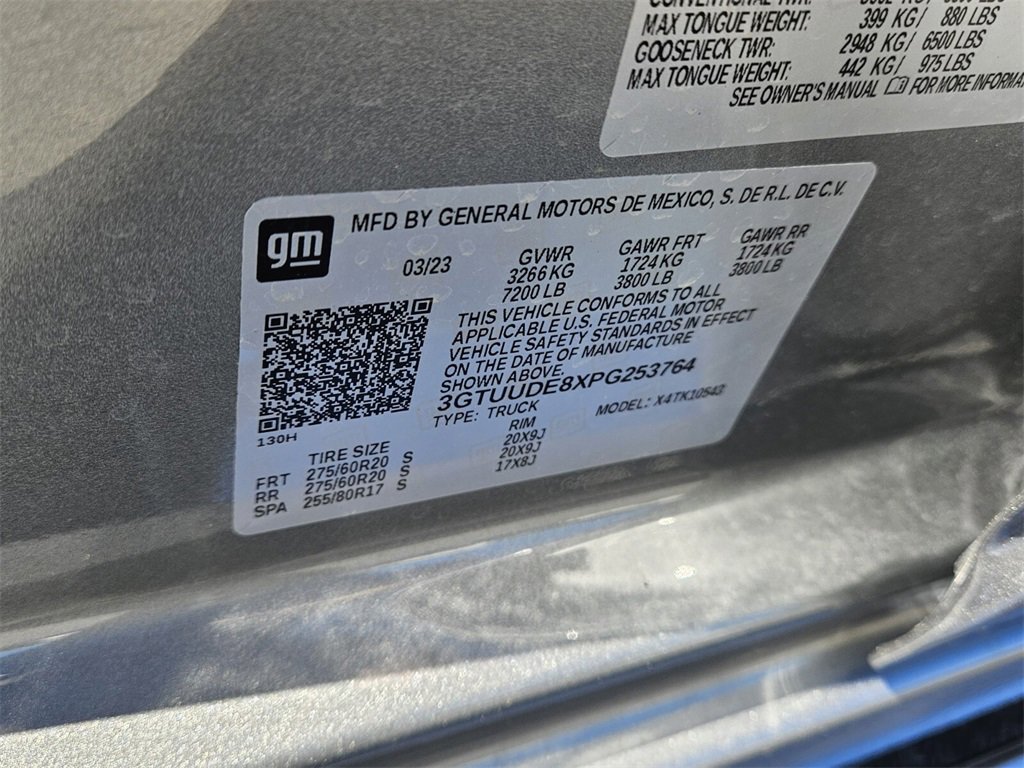 MAX TONGUE WEIGHT: 399 KG/ 880 LBS
GOOSENECK TWR: 2948 KG/ 6500 LBS
MAX TONGUE WEIGHT: 442 KG/ 975 LBS
SEE OWNER'S MANUAL FOR MORE
gm
MFD BY GENERAL MOTORS DE MEXICO, S. DE R.L. DE C.V.
03/23 GVWR GAWR FRT GAWR RR
3266 KG 1724 KG 1724 KG
7200 LB 3800 LB 3800 LB
THIS VEHICLE CONFORMS TO ALL
APPLICABLE U.S. FEDERAL MOTOR
VEHICLE SAFETY STANDARDS IN EFFECT
ON THE DATE OF MANUFACTURE
SHOWN ABOVE.
3GTUUDE8XPG253764
TYPE: TRUCK MODEL: X4TK10543
130H
TIRE SIZE RIM
FRT 275/60R20 S 20X9J
RR 275/60R20 S 20X9J
SPA 255/80R17 S 17X8J